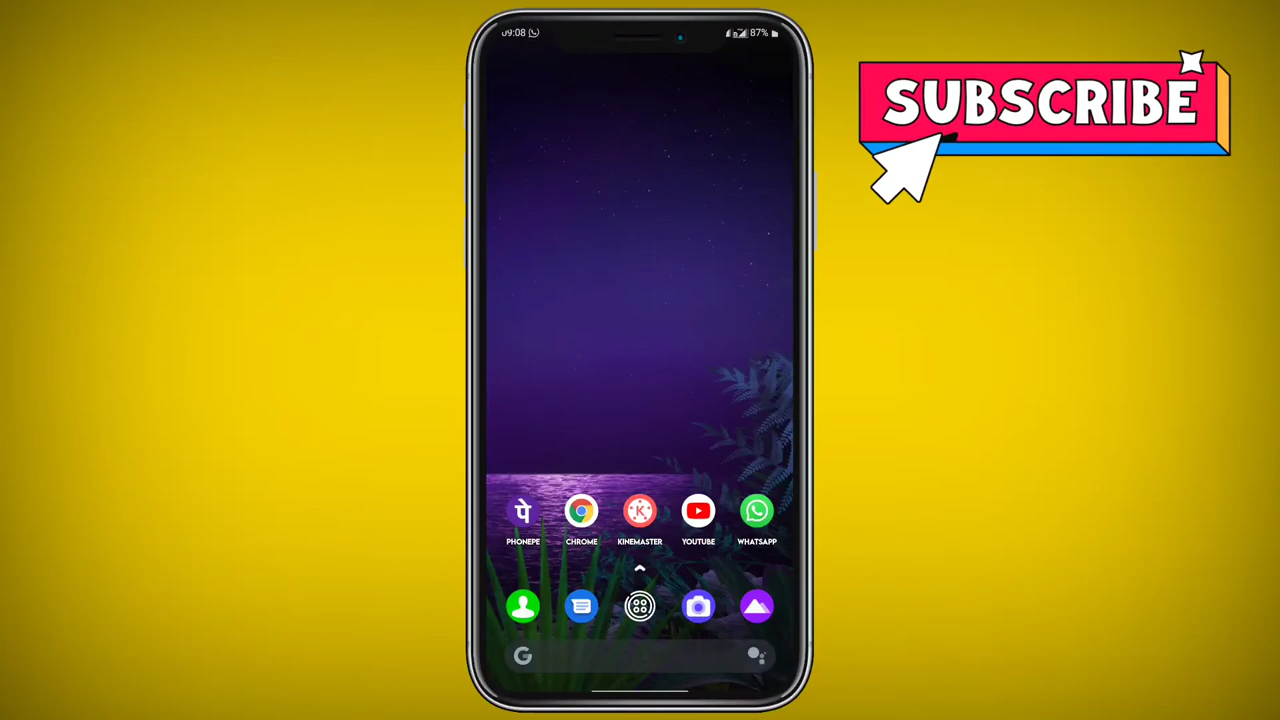 09:08
87%
SUBSCRIBE
पे
K
PHONEPE
CHROME
KINEMASTER
YOUTUBE
WHATSAPP
G